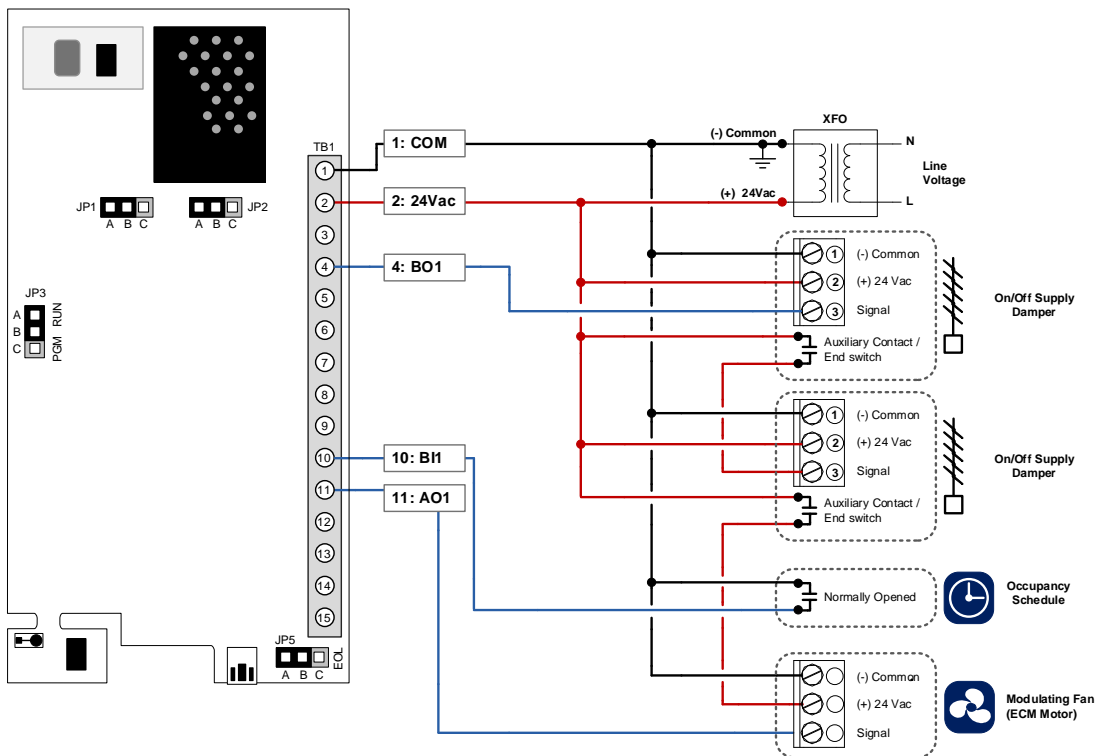 TB1
1
2
3
4
5
6
7
8
9
10
11
12
13
14
15
JP1
A B C
JP2
A B C
JP3
A
B
C
PGM RUN
JP5
A B C
EOL
1: COM
2: 24Vac
4: BO1
10: BI1
11: AO1
XFO
(-) Common
(+) 24Vac
N
Line
Voltage
L
1 (-) Common
2 (+) 24 Vac
3 Signal
Auxiliary Contact /
End switch
On/Off Supply
Damper
1 (-) Common
2 (+) 24 Vac
3 Signal
Auxiliary Contact /
End switch
On/Off Supply
Damper
Normally Opened
Occupancy
Schedule
(-) Common
(+) 24 Vac
Signal
Modulating Fan
(ECM Motor)